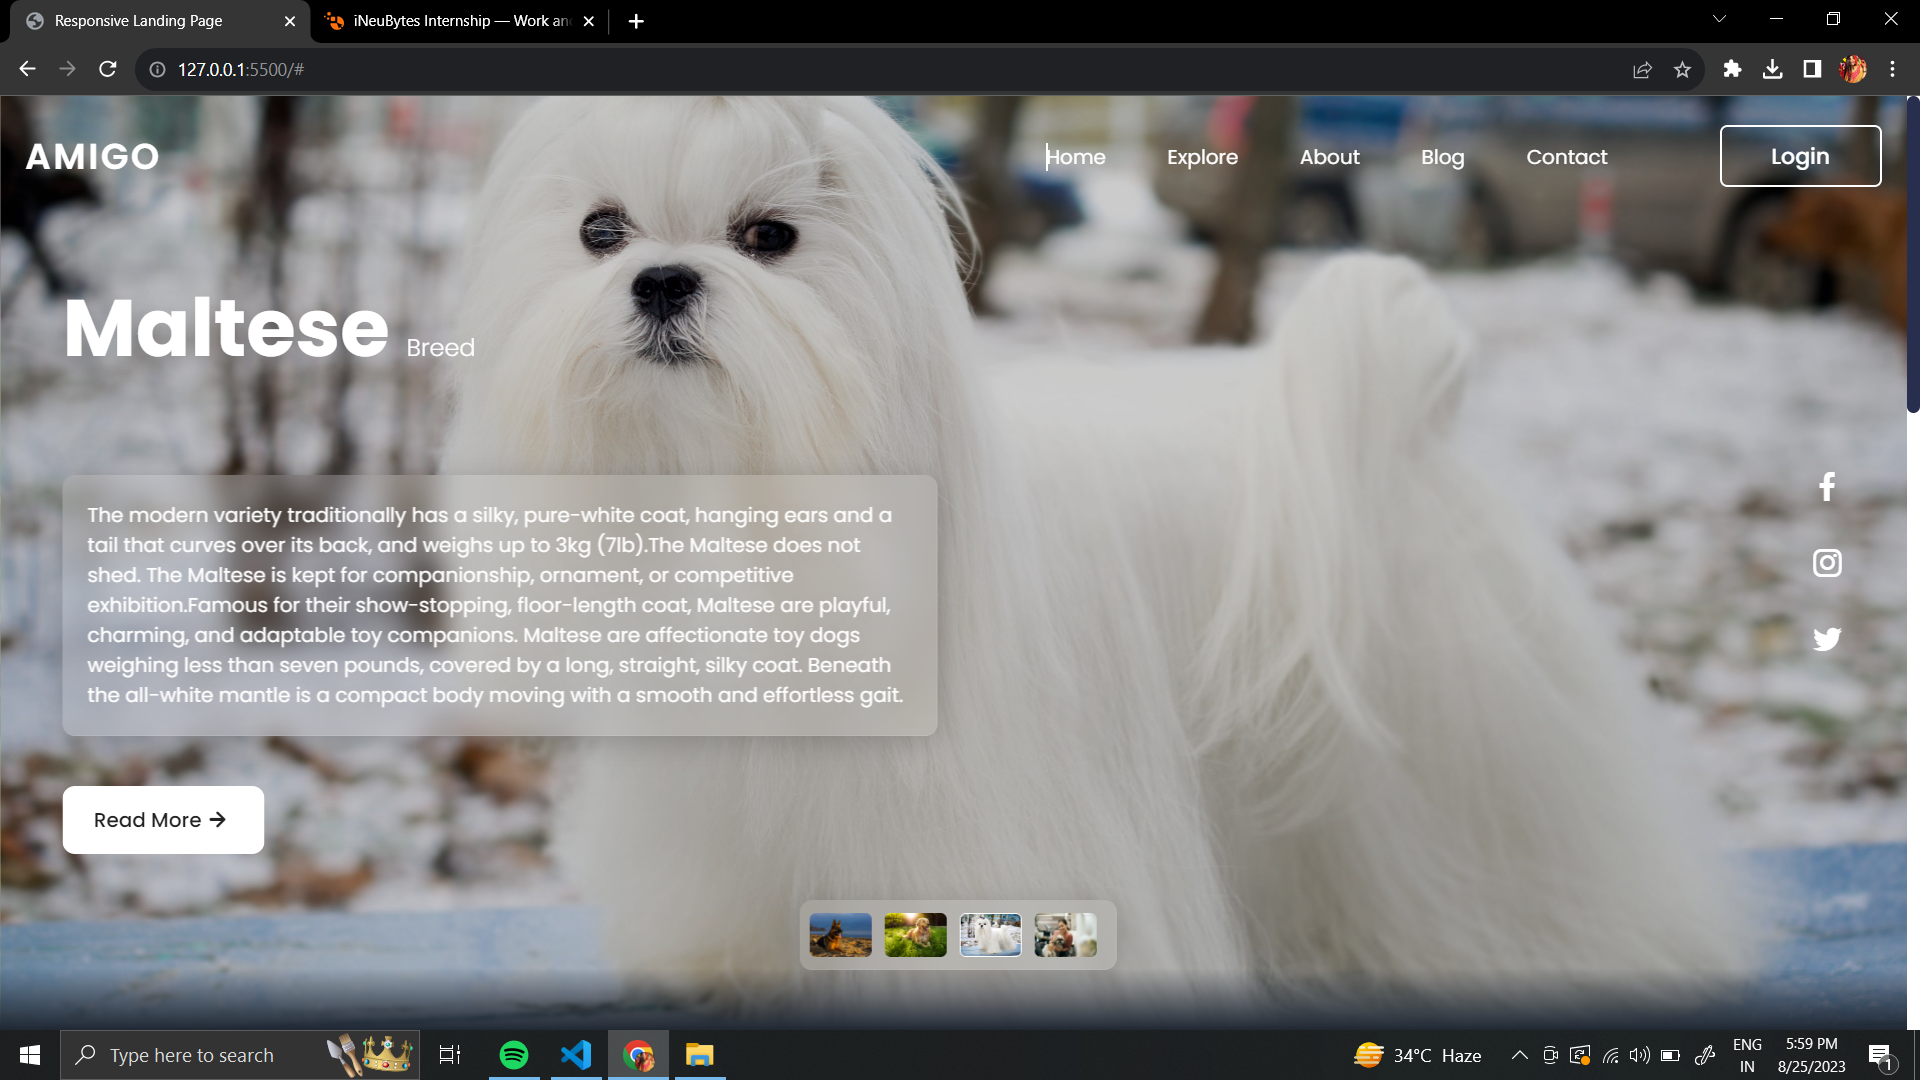 Responsive Landing Page
iNeuBytes Internship — Work an
127.0.0.1:5500/#
AMIGO
Home
Explore
About
Blog
Contact
Login
Maltese Breed
The modern variety traditionally has a silky, pure-white coat, hanging ears and a
tail that curves over its back, and weighs up to 3kg (7lb).The Maltese does not
shed. The Maltese is kept for companionship, ornament, or competitive
exhibition.Famous for their show-stopping, floor-length coat, Maltese are playful,
charming, and adaptable toy companions. Maltese are affectionate toy dogs
weighing less than seven pounds, covered by a long, straight, silky coat. Beneath
the all-white mantle is a compact body moving with a smooth and effortless gait.
Read More
Type here to search
34°C Haze
ENG
IN
5:59 PM
8/25/2023
1